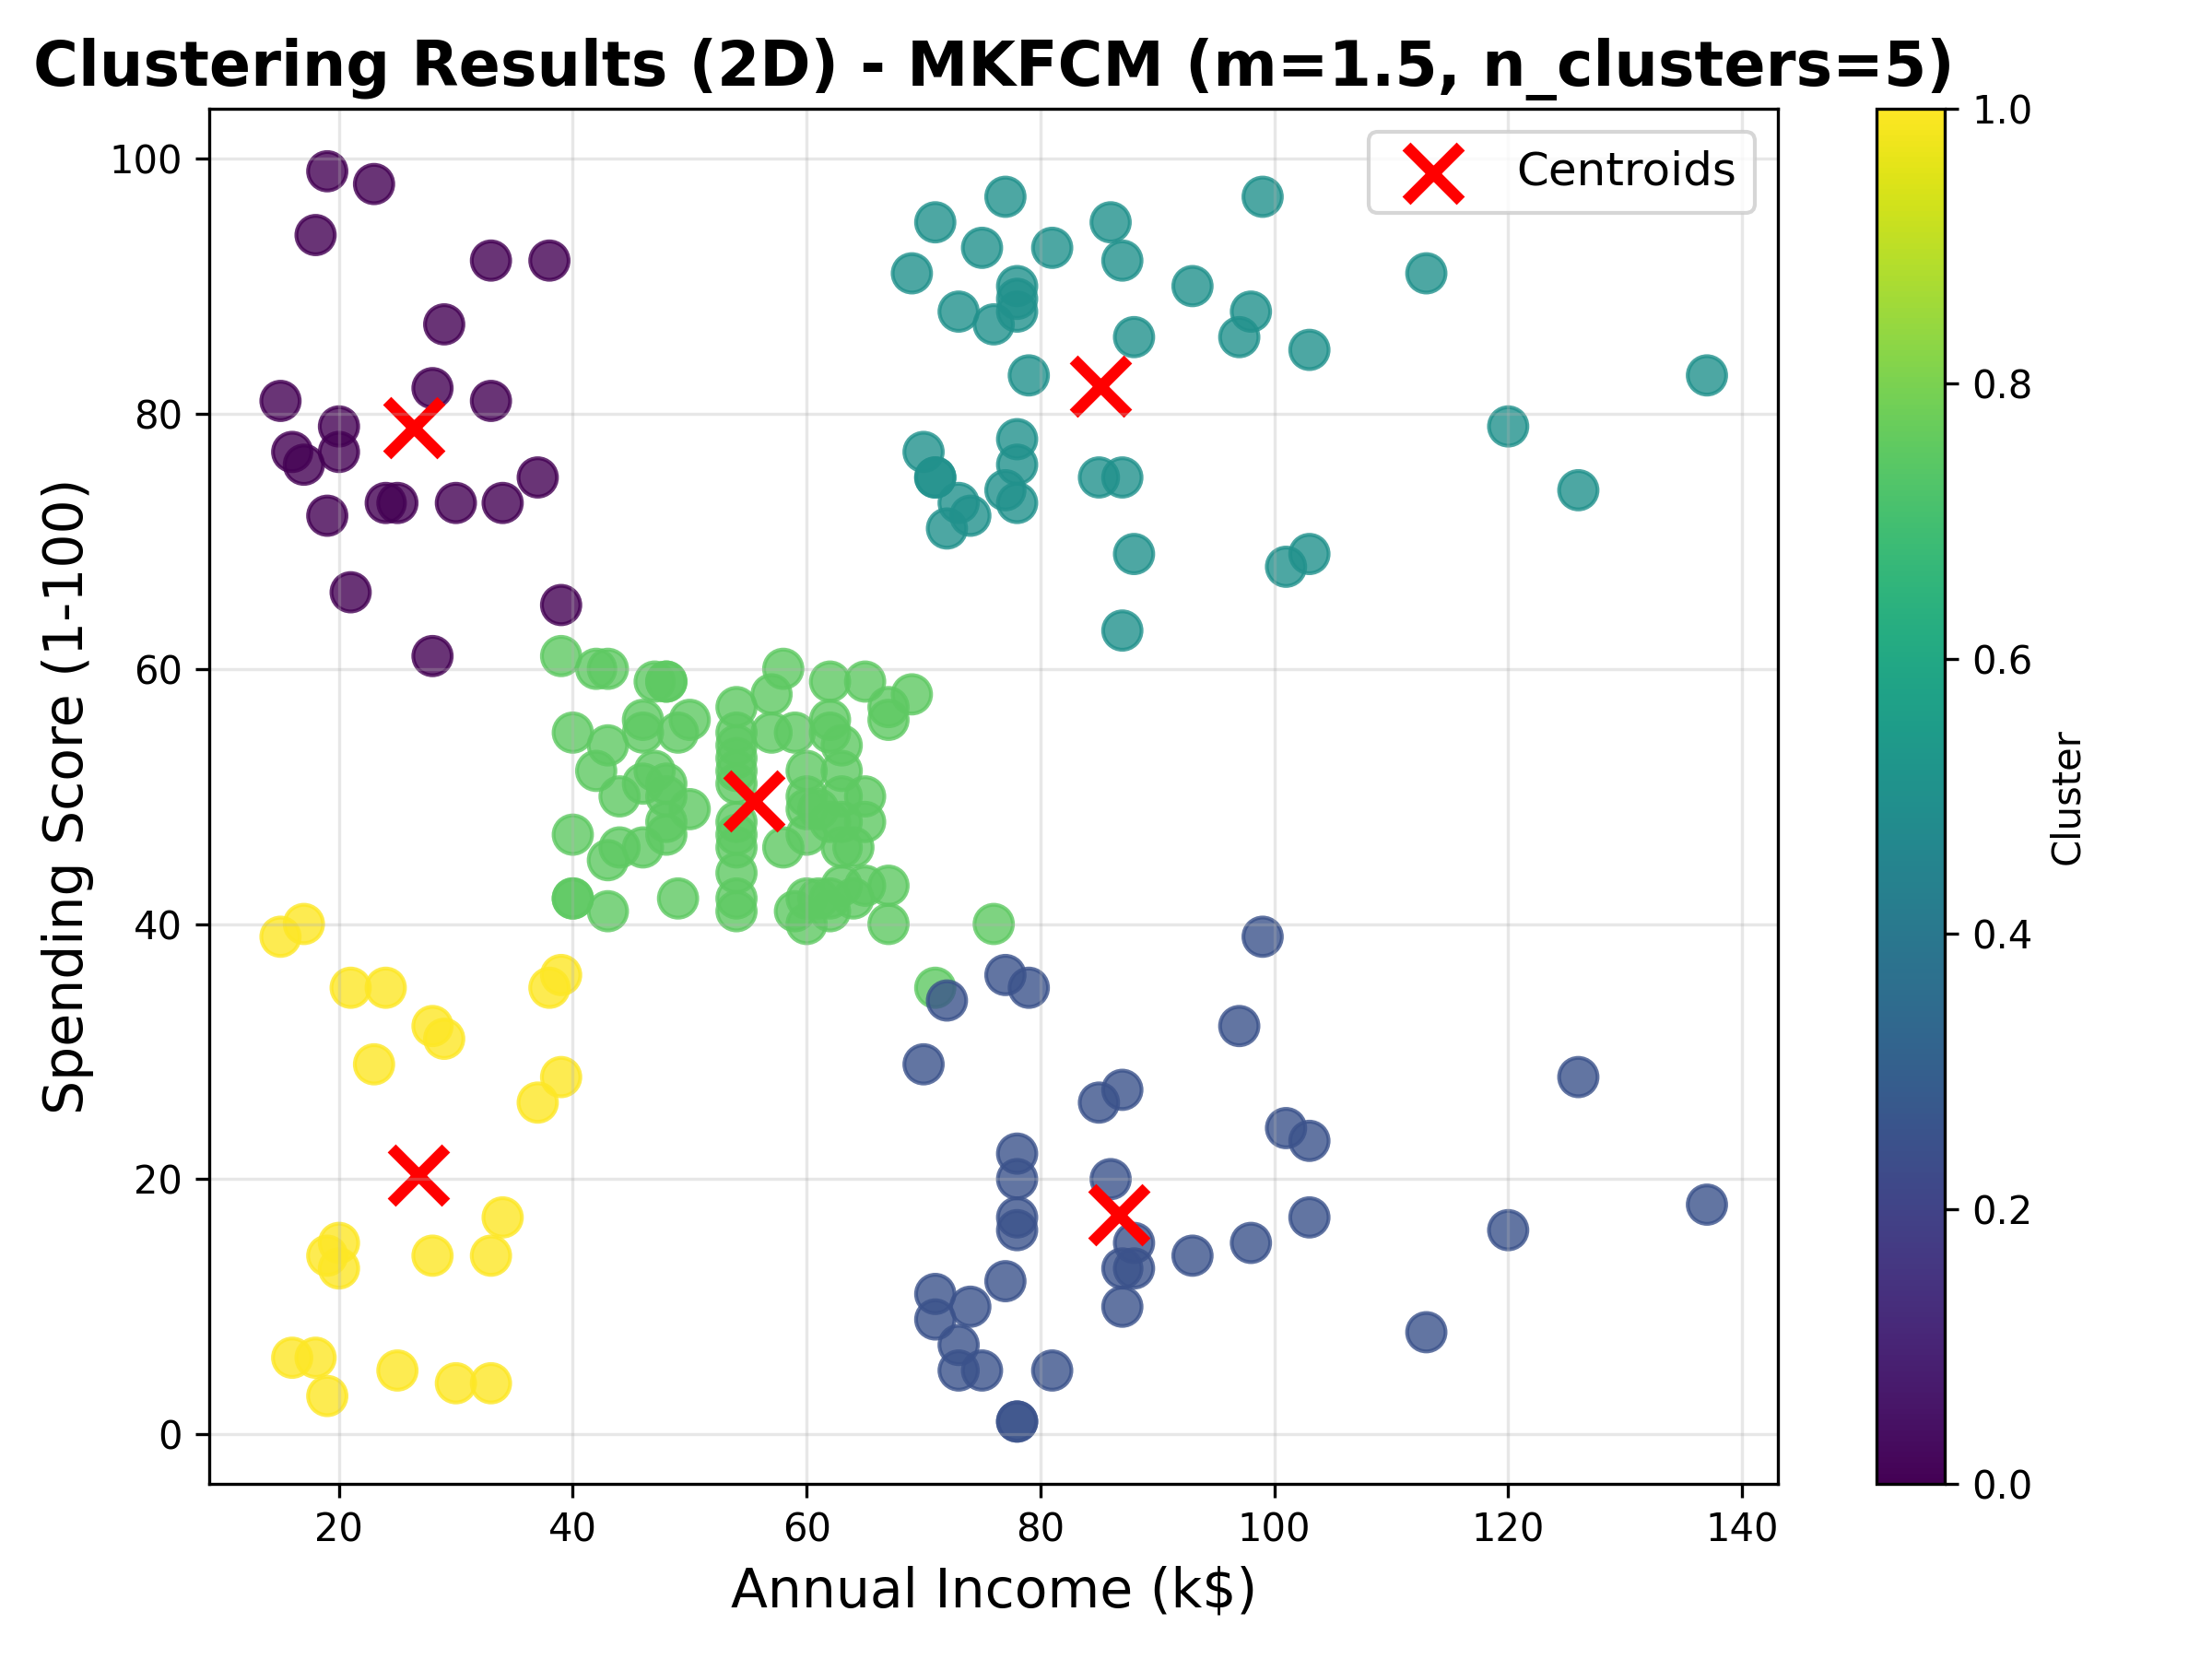 Clustering Results (2D) - MKFCM (m=1.5, n_clusters=5)
Centroids
100
80
60
40
20
0
Spending Score (1-100)
20 40 60 80 100 120 140
Annual Income (k$)
1.0
0.8
0.6
0.4
0.2
0.0
Cluster